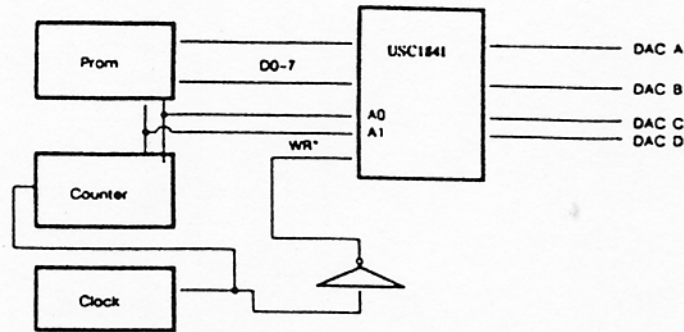 Prom
D0-7
USC1841
A0
A1
WR*
DAC A
DAC B
DAC C
DAC D
Counter
Clock